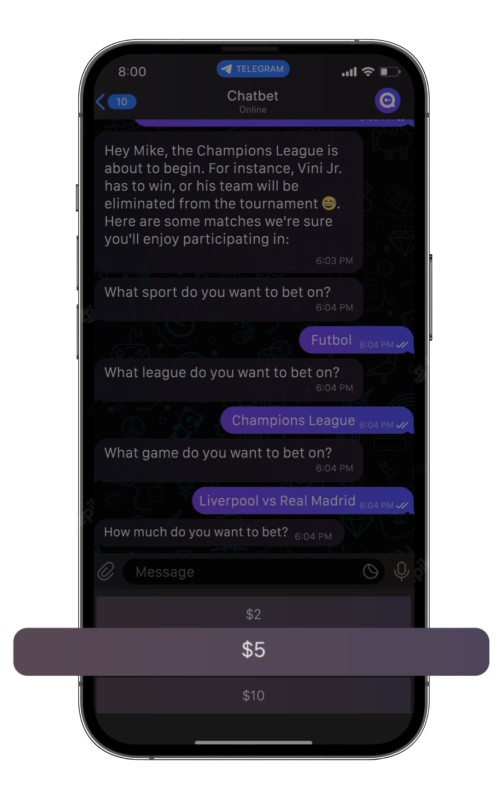 8:00
TELEGRAM
10
Chatbet
Online
Hey Mike, the Champions League is
about to begin. For instance, Vini Jr.
has to win, or his team will be
eliminated from the tournament 😅.
Here are some matches we're sure
you'll enjoy participating in:
6:03 PM
What sport do you want to bet on?
6:04 PM
Futbol 6:04 PM
What league do you want to bet on?
6:04 PM
Champions League 6:04 PM
What game do you want to bet on?
6:04 PM
Liverpool vs Real Madrid 6:04 PM
How much do you want to bet? 6:04 PM
Message
$2
$5
$10